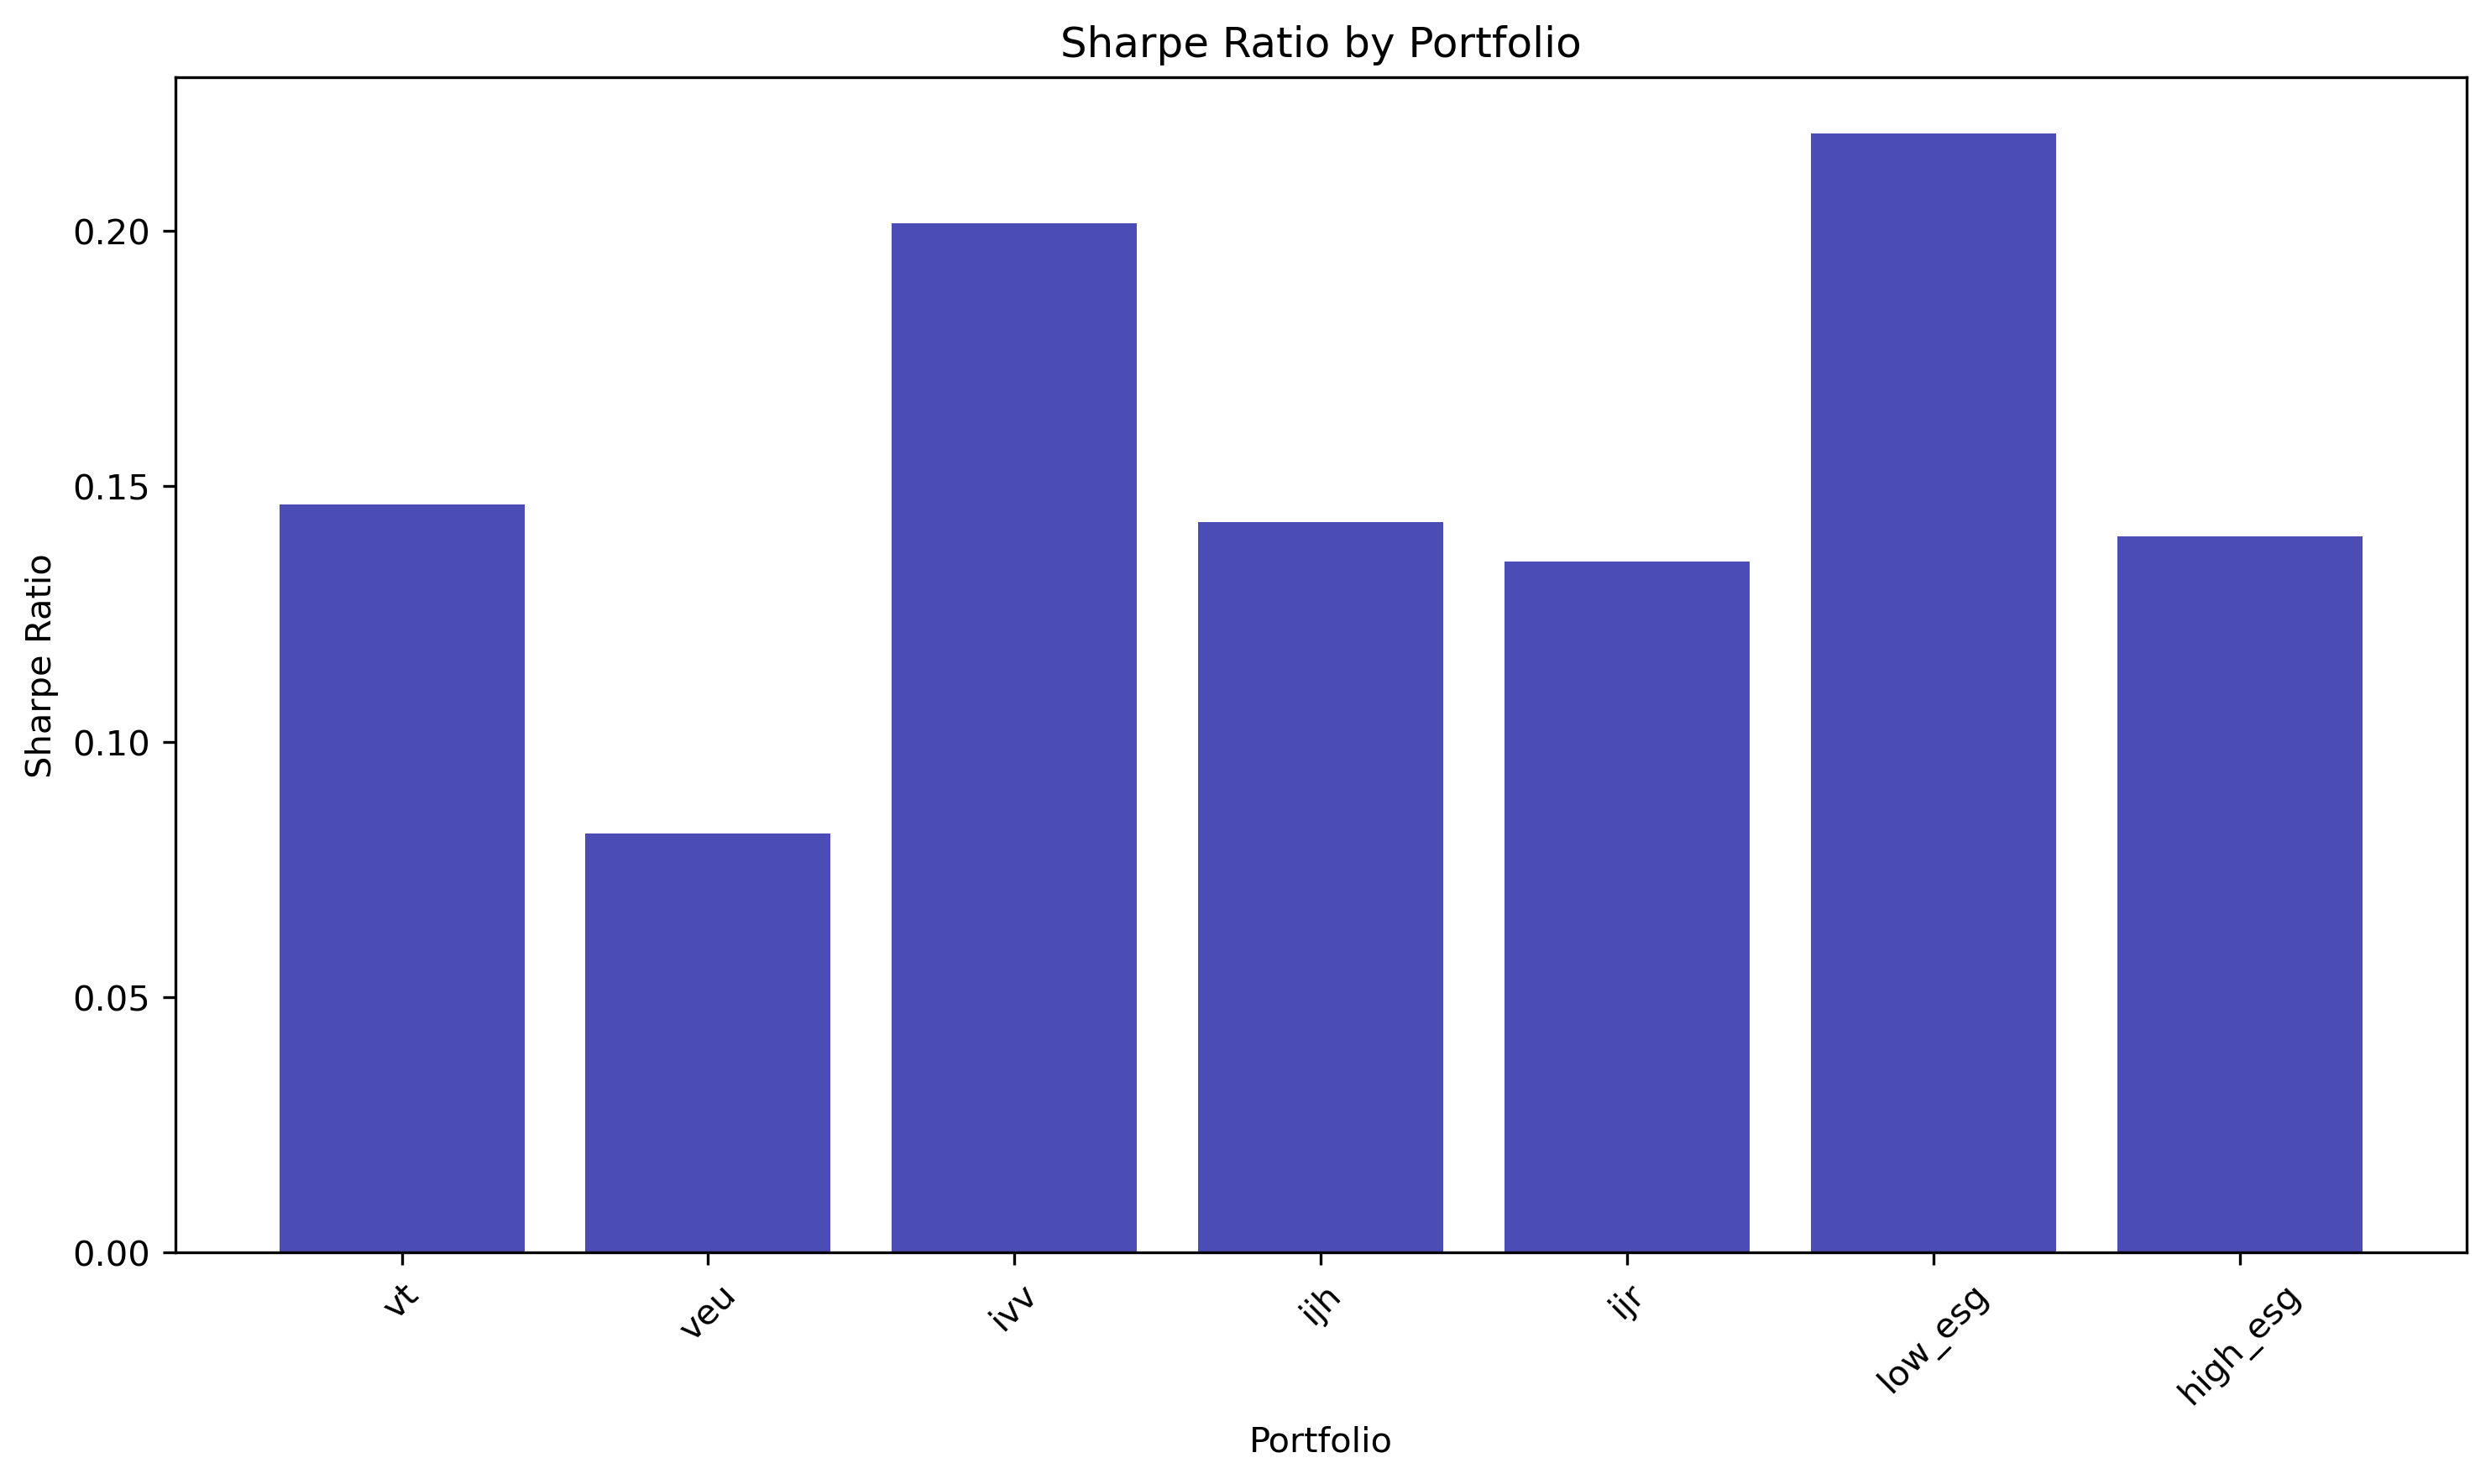 Sharpe Ratio by Portfolio
Sharpe Ratio
0.20
0.15
0.10
0.05
0.00
vt
veu
ivv
ijh
ijr
low_esg
high_esg
Portfolio